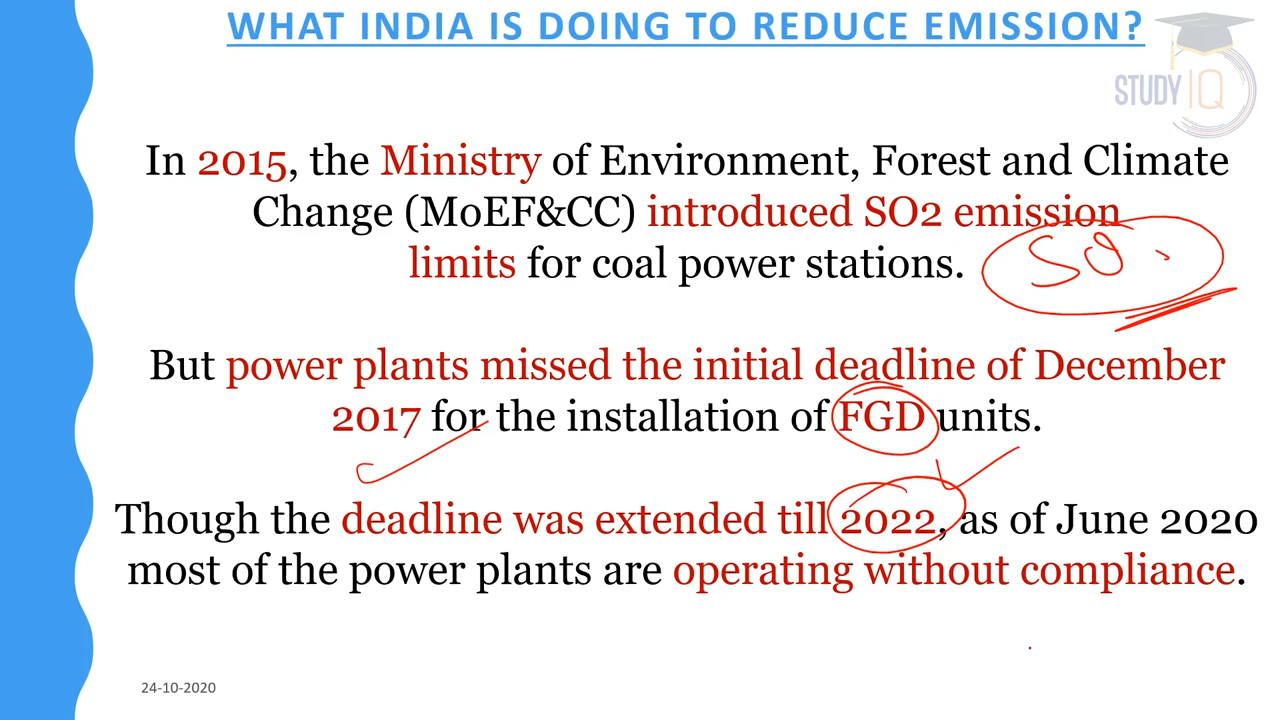 WHAT INDIA IS DOING TO REDUCE EMISSION?
STUDY IQ
In 2015, the Ministry of Environment, Forest and Climate
Change (MoEF&CC) introduced SO2 emission
limits for coal power stations.
SO
But power plants missed the initial deadline of December
2017 for the installation of FGD units.
Though the deadline was extended till 2022, as of June 2020
most of the power plants are operating without compliance.
24-10-2020